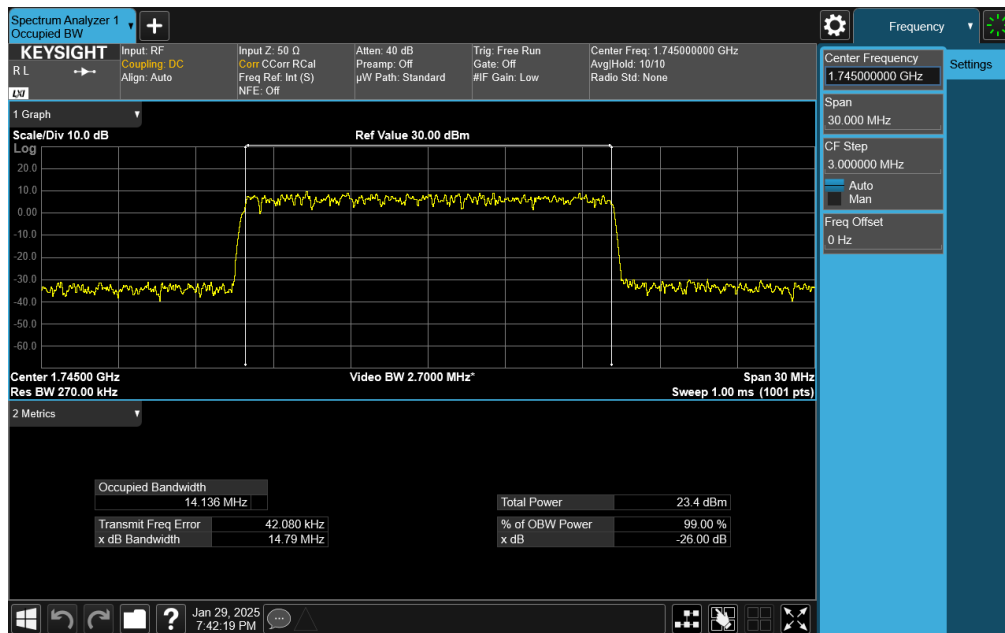 Spectrum Analyzer 1
Occupied BW
Frequency
KEYSIGHT
R L
LXI
Input: RF
Coupling: DC
Align: Auto
Input Z: 50 Ω
Corr CCorr RCal
Freq Ref: Int (S)
NFE: Off
Atten: 40 dB
Preamp: Off
µW Path: Standard
Trig: Free Run
Gate: Off
#IF Gain: Low
Center Freq: 1.745000000 GHz
Avg|Hold: 10/10
Radio Std: None
Center Frequency
1.745000000 GHz
Settings
Span
30.000 MHz
CF Step
3.000000 MHz
Auto
Man
Freq Offset
0 Hz
1 Graph
Scale/Div 10.0 dB
Ref Value 30.00 dBm
Log
20.0
10.0
0.00
-10.0
-20.0
-30.0
-40.0
-50.0
-60.0
Center 1.74500 GHz
Video BW 2.7000 MHz*
Span 30 MHz
Res BW 270.00 kHz
Sweep 1.00 ms (1001 pts)
2 Metrics
Occupied Bandwidth
14.136 MHz
Total Power 23.4 dBm
Transmit Freq Error 42.080 kHz
% of OBW Power 99.00 %
x dB Bandwidth 14.79 MHz
x dB -26.00 dB
?
Jan 29, 2025
7:42:19 PM